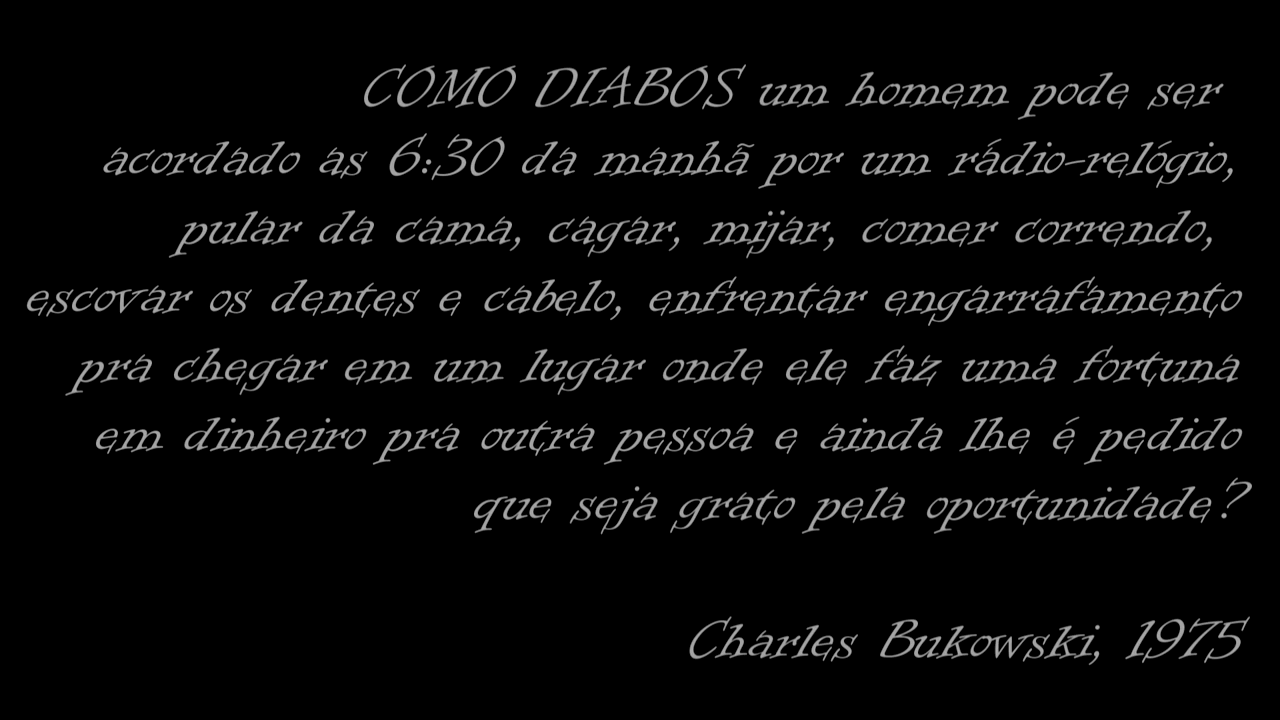 COMO DIABOS um homem pode ser
acordado as 6:30 da manhã por um rádio-relógio,
pular da cama, cagar, mijar, comer correndo,
escovar os dentes e cabelo, enfrentar engarrafamento
pra chegar em um lugar onde ele faz uma fortuna
em dinheiro pra outra pessoa e ainda lhe é pedido
que seja grato pela oportunidade?
Charles Bukowski, 1975